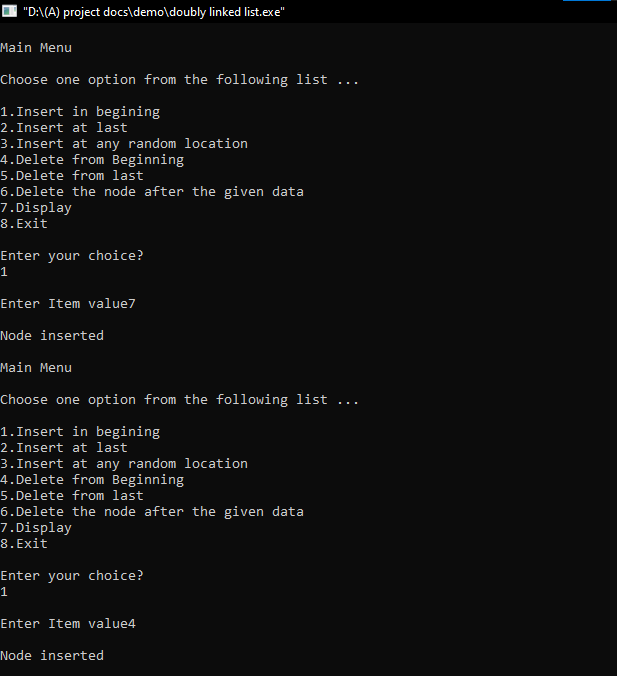 "D:\(A) project docs\demo\doubly linked list.exe"
Main Menu
Choose one option from the following list ...
1.Insert in begining
2.Insert at last
3.Insert at any random location
4.Delete from Beginning
5.Delete from last
6.Delete the node after the given data
7.Display
8.Exit
Enter your choice?
1
Enter Item value7
Node inserted
Main Menu
Choose one option from the following list ...
1.Insert in begining
2.Insert at last
3.Insert at any random location
4.Delete from Beginning
5.Delete from last
6.Delete the node after the given data
7.Display
8.Exit
Enter your choice?
1
Enter Item value4
Node inserted